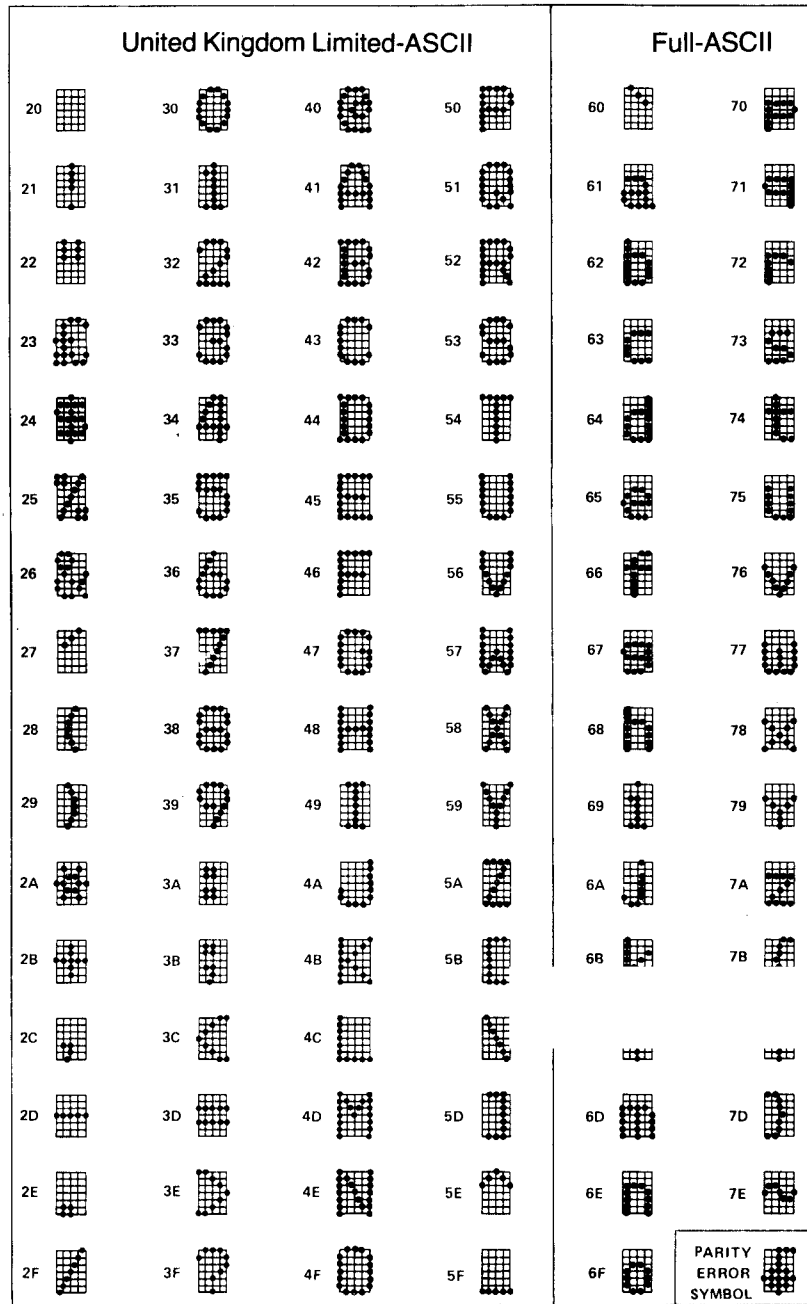 United Kingdom Limited-ASCII Full-ASCII
20 30 40 50 60 70
21 31 41 51 61 71
22 32 42 52 62 72
23 33 43 53 63 73
24 34 44 54 64 74
25 35 45 55 65 75
26 36 46 56 66 76
27 37 47 57 67 77
28 38 48 58 68 78
29 39 49 59 69 79
2A 3A 4A 5A 6A 7A
2B 3B 4B 5B 6B 7B
2C 3C 4C
2D 3D 4D 5D 6D 7D
2E 3E 4E 5E 6E 7E
2F 3F 4F 5F 6F PARITY
ERROR
SYMBOL